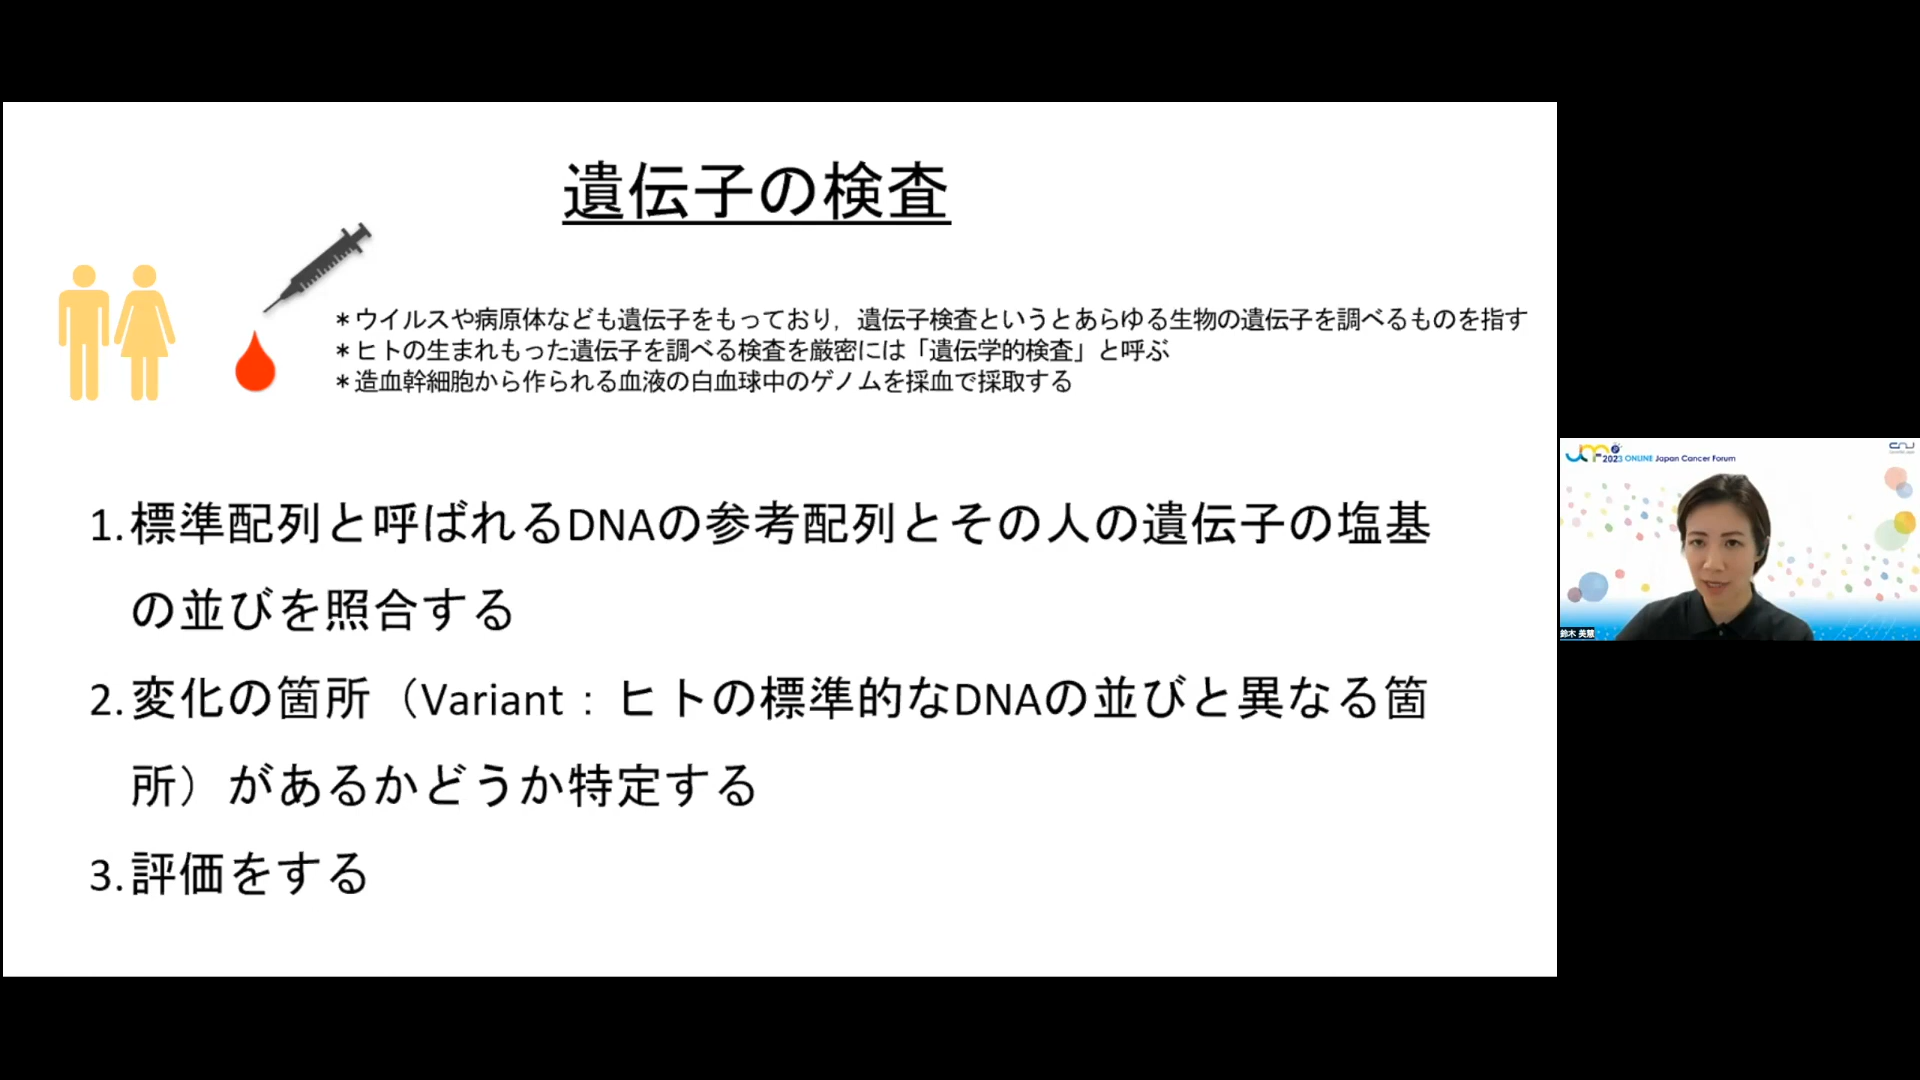 遺伝子の検査
＊ウイルスや病原体なども遺伝子をもっており，遺伝子検査というとあらゆる生物の遺伝子を調べるものを指す
＊ヒトの生まれもった遺伝子を調べる検査を厳密には「遺伝学的検査」と呼ぶ
＊造血幹細胞から作られる血液の白血球中のゲノムを採血で採取する
1.標準配列と呼ばれるDNAの参考配列とその人の遺伝子の塩基
の並びを照合する
2.変化の箇所（Variant：ヒトの標準的なDNAの並びと異なる箇
所）があるかどうか特定する
3.評価をする
2023 ONLINE Japan Cancer Forum
鈴木 美慧